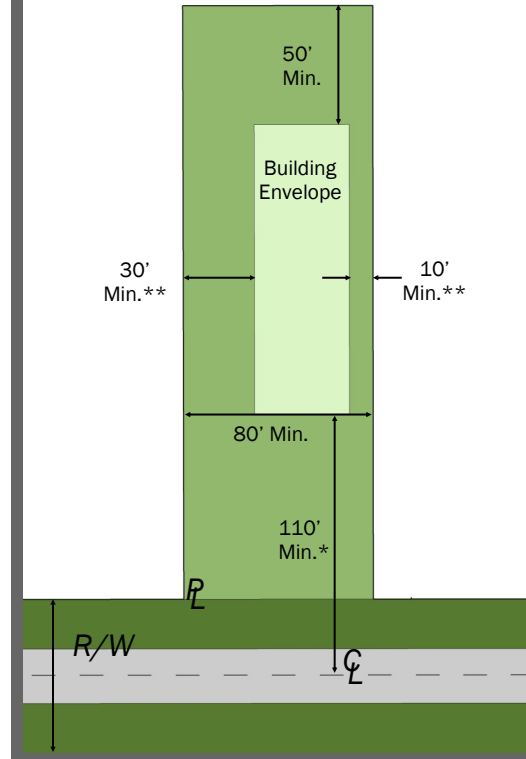 50’
Min.
Building
Envelope
30’
Min.**
10’
Min.**
80’ Min.
110’
Min.*
PL
R/W
CL